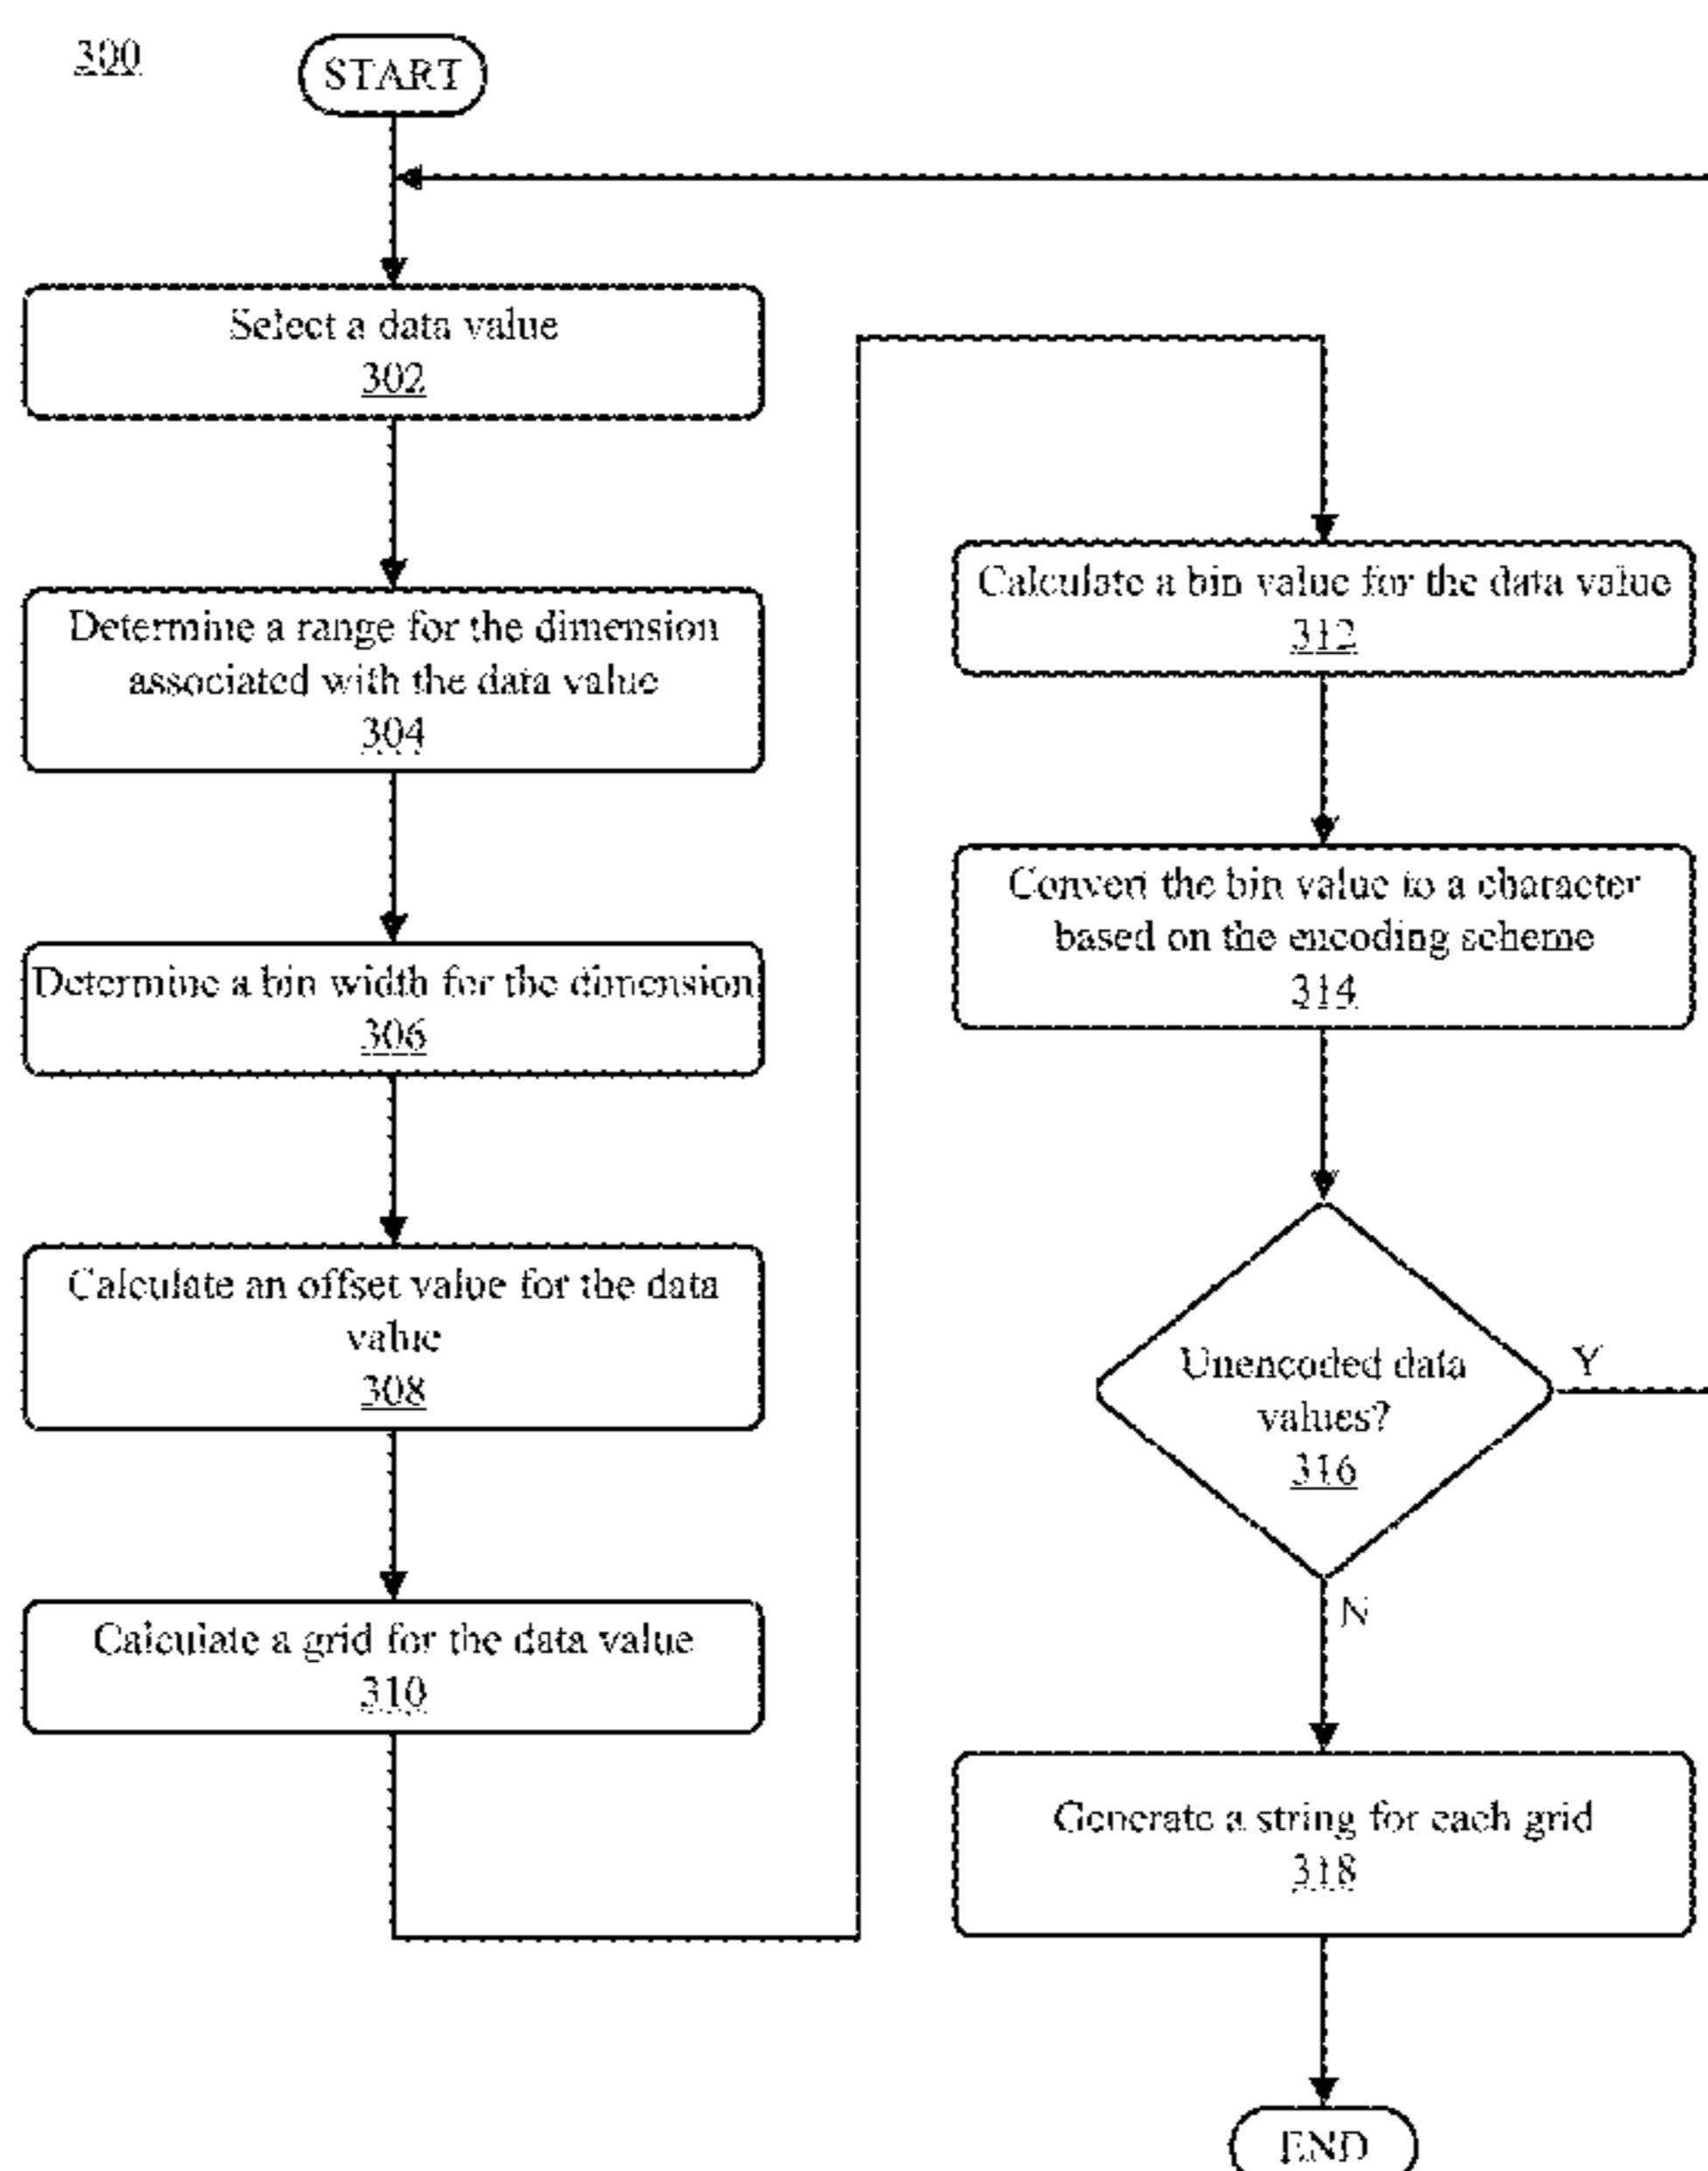 300
START
Select a data value
302
Determine a range for the dimension
associated with the data value
304
Determine a bin width for the dimension
306
Calculate an offset value for the data
value
308
Calculate a grid for the data value
310
Calculate a bin value for the data value
312
Convert the bin value to a character
based on the encoding scheme
314
Unencoded data
values?
316
Y
N
Generate a string for each grid
318
END